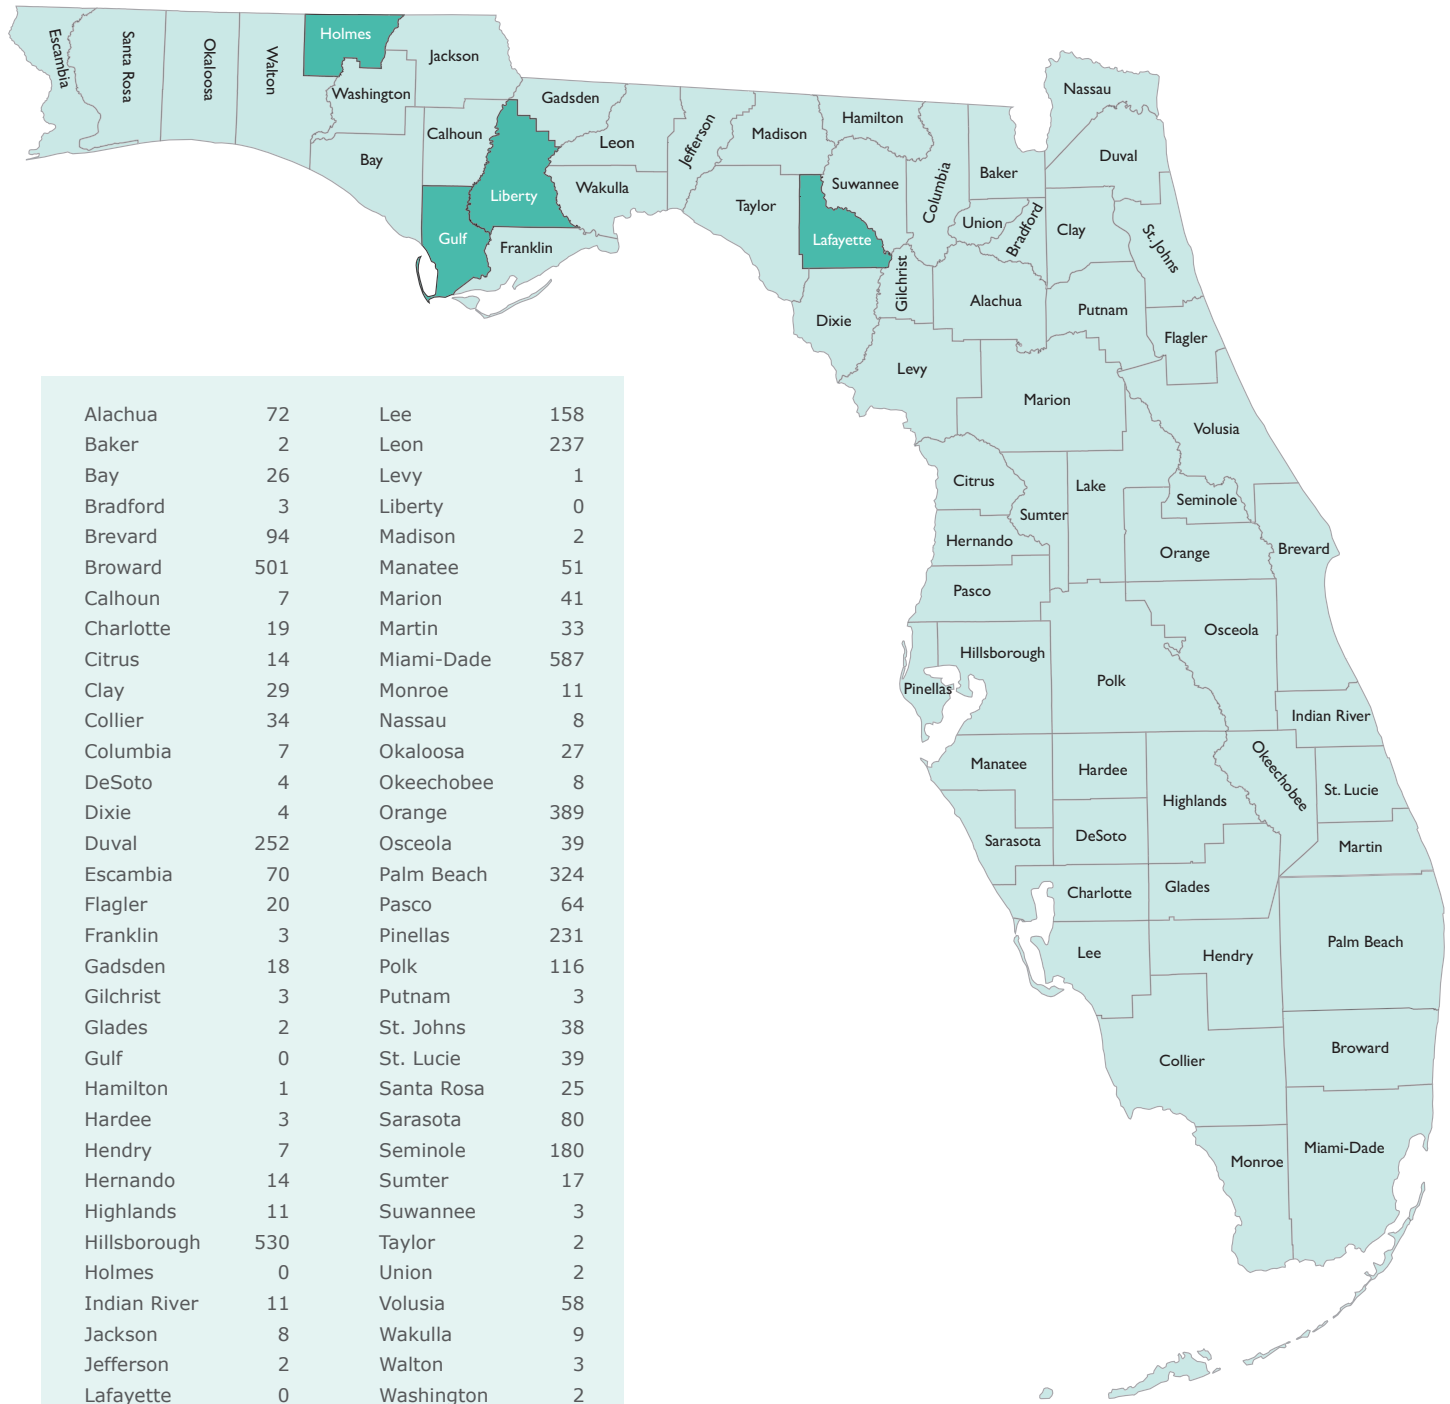 Holmes
Escambia
Santa Rosa
Okaloosa
Walton
Jackson
Washington
Gadsden
Nassau
Calhoun
Leon
Jefferson
Madison
Hamilton
Bay
Duval
Liberty
Wakulla
Taylor
Suwannee
Columbia
Baker
Gulf
Franklin
Lafayette
Union
Bradford
Clay
St. Johns
Gilchrist
Alachua
Putnam
Dixie
Flagler
Levy
Marion
Volusia
Citrus
Lake
Sumter
Seminole
Hernando
Orange
Brevard
Pasco
Osceola
Hillsborough
Polk
Pinellas
Indian River
Manatee
Hardee
Highlands
Okeechobee
St. Lucie
Sarasota
DeSoto
Martin
Charlotte
Glades
Lee
Hendry
Palm Beach
Collier
Broward
Monroe
Miami-Dade
Alachua 72 Lee 158
Baker 2 Leon 237
Bay 26 Levy 1
Bradford 3 Liberty 0
Brevard 94 Madison 2
Broward 501 Manatee 51
Calhoun 7 Marion 41
Charlotte 19 Martin 33
Citrus 14 Miami-Dade 587
Clay 29 Monroe 11
Collier 34 Nassau 8
Columbia 7 Okaloosa 27
DeSoto 4 Okeechobee 8
Dixie 4 Orange 389
Duval 252 Osceola 39
Escambia 70 Palm Beach 324
Flagler 20 Pasco 64
Franklin 3 Pinellas 231
Gadsden 18 Polk 116
Gilchrist 3 Putnam 3
Glades 2 St. Johns 38
Gulf 0 St. Lucie 39
Hamilton 1 Santa Rosa 25
Hardee 3 Sarasota 80
Hendry 7 Seminole 180
Hernando 14 Sumter 17
Highlands 11 Suwannee 3
Hillsborough 530 Taylor 2
Holmes 0 Union 2
Indian River 11 Volusia 58
Jackson 8 Wakulla 9
Jefferson 2 Walton 3
Lafayette 0 Washington 2